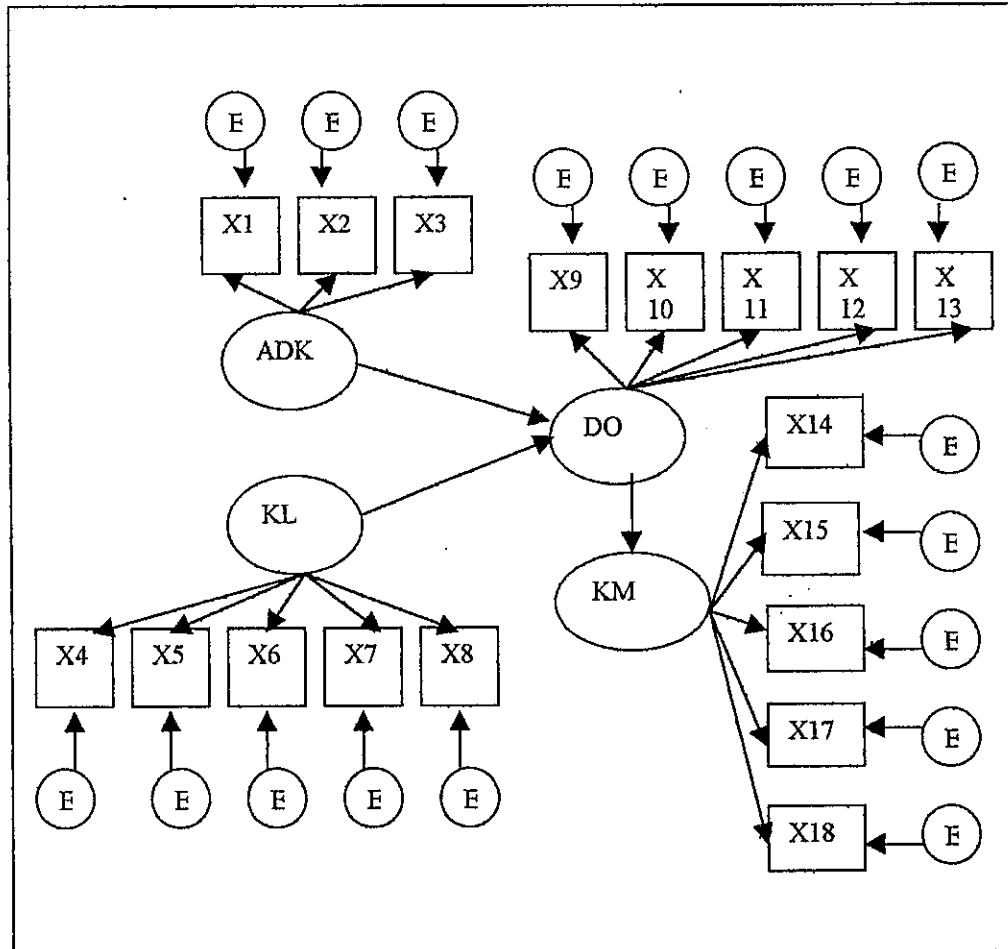 E E E
X1 X2 X3
ADK
E E E E E
X9 X 10 X 11 X 12 X 13
DO
KL
X4 X5 X6 X7 X8
E E E E E
KM
X14 E
X15 E
X16 E
X17 E
X18 E